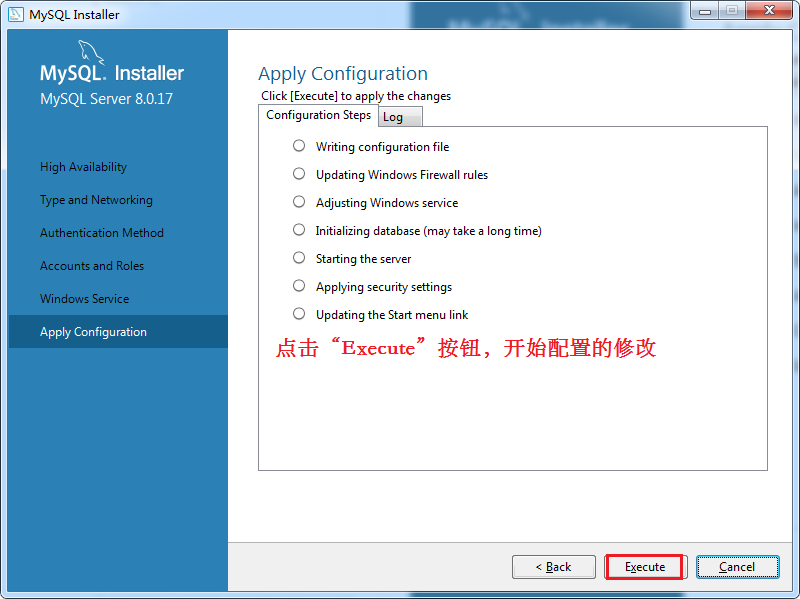 MySQL Installer
MySQL. Installer
MySQL Server 8.0.17
High Availability
Type and Networking
Authentication Method
Accounts and Roles
Windows Service
Apply Configuration
Apply Configuration
Click [Execute] to apply the changes
Configuration Steps
Log
Writing configuration file
Updating Windows Firewall rules
Adjusting Windows service
Initializing database (may take a long time)
Starting the server
Applying security settings
Updating the Start menu link
点击“Execute”按钮，开始配置的修改
< Back
Execute
Cancel